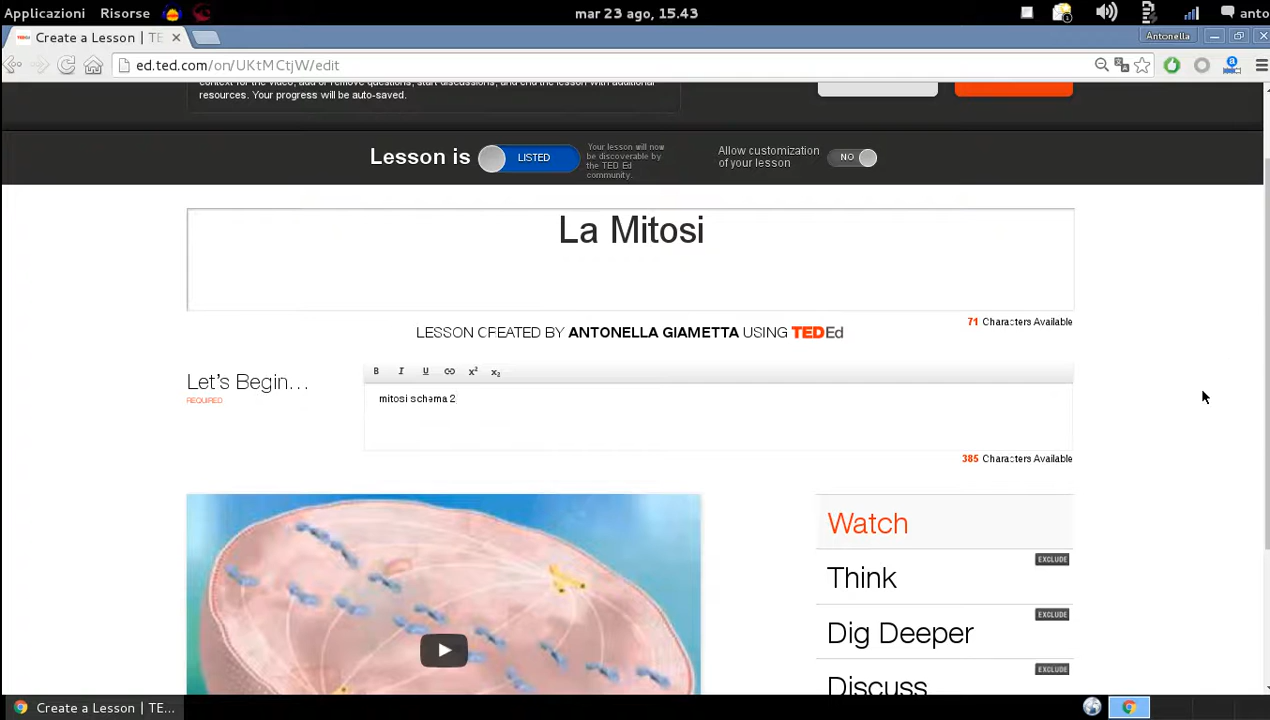 Applicazioni Risorse mar 23 ago, 15.43 1 anto
Create a Lesson | TE Antonella
ed.ted.com/on/UKtMCtjW/edit
context for the video, add or remove questions, start discussions, and end the lesson with additional
resources. Your progress will be auto-saved.
Lesson is LISTED
Your lesson will now
be discoverable by
the TED Ed
community.
Allow customization
of your lesson
NO
La Mitosi
71 Characters Available
LESSON CREATED BY ANTONELLA GIAMETTA USING TEDEd
B I U x² x₂
Let's Begin...
REQUIRED
mitosi schema 2
385 Characters Available
Watch
EXCLUDE
Think
EXCLUDE
Dig Deeper
EXCLUDE
Discuss
Create a Lesson | TE...